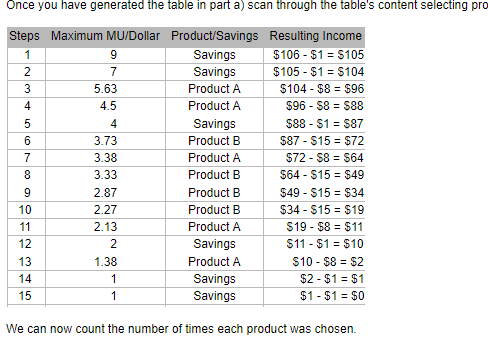 Once you have generated the table in part a) scan through the table's content selecting pro
Steps Maximum MU/Dollar Product/Savings Resulting Income
1 9 Savings $106 - $1 = $105
2 7 Savings $105 - $1 = $104
3 5.63 Product A $104 - $8 = $96
4 4.5 Product A $96 - $8 = $88
5 4 Savings $88 - $1 = $87
6 3.73 Product B $87 - $15 = $72
7 3.38 Product A $72 - $8 = $64
8 3.33 Product B $64 - $15 = $49
9 2.87 Product B $49 - $15 = $34
10 2.27 Product B $34 - $15 = $19
11 2.13 Product A $19 - $8 = $11
12 2 Savings $11 - $1 = $10
13 1.38 Product A $10 - $8 = $2
14 1 Savings $2 - $1 = $1
15 1 Savings $1 - $1 = $0
We can now count the number of times each product was chosen.